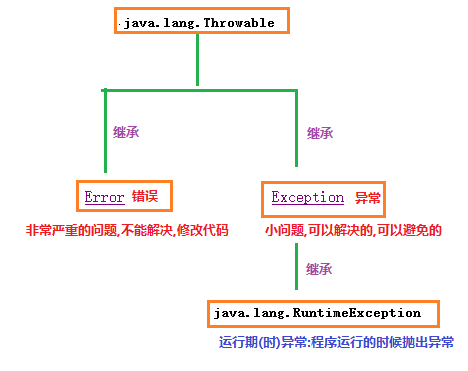 java.lang.Throwable
继承
继承
Error 错误
Exception 异常
非常严重的问题,不能解决,修改代码
小问题,可以解决的,可以避免的
继承
java.lang.RuntimeException
运行期(时)异常:程序运行的时候抛出异常